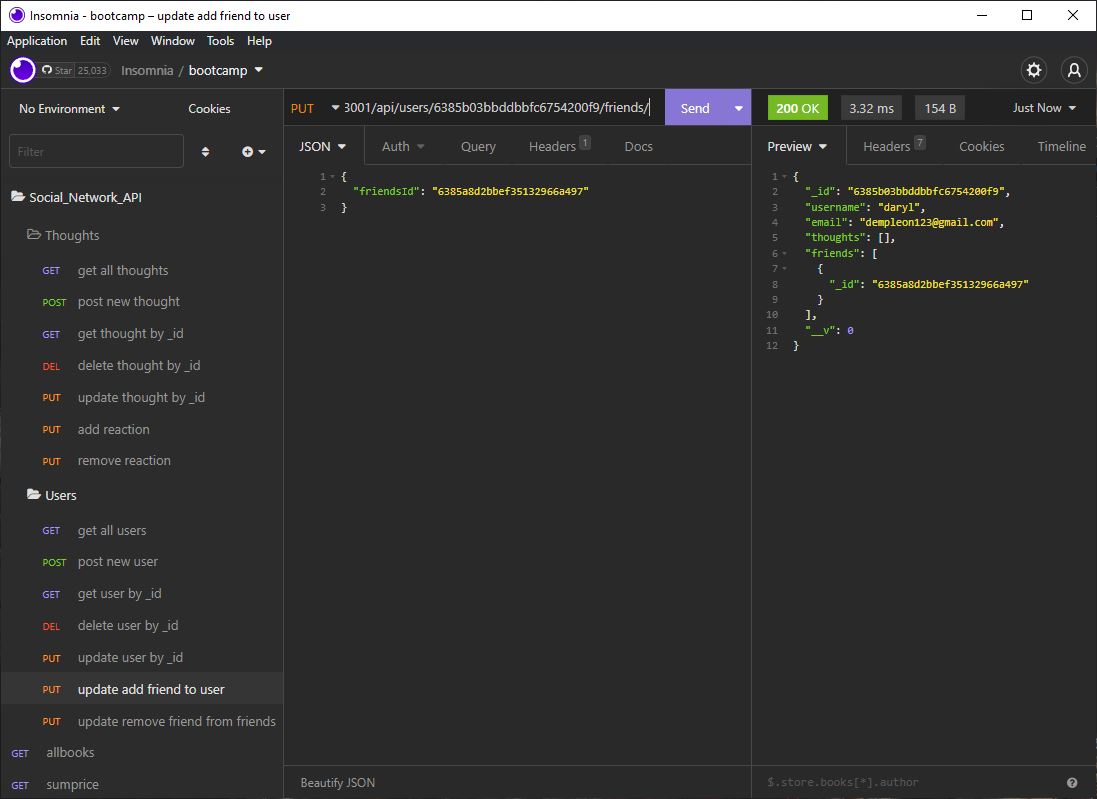 Insomnia - bootcamp – update add friend to user
Application Edit View Window Tools Help
Star 25,033 Insomnia / bootcamp
No Environment Cookies
Filter
Social_Network_API
Thoughts
GET get all thoughts
POST post new thought
GET get thought by _id
DEL delete thought by _id
PUT update thought by _id
PUT add reaction
PUT remove reaction
Users
GET get all users
POST post new user
GET get user by _id
DEL delete user by _id
PUT update user by _id
PUT update add friend to user
PUT update remove friend from friends
GET allbooks
GET sumprice
PUT 3001/api/users/6385b03bbddbbfc6754200f9/friends/ Send
JSON Auth Query Headers 1 Docs
1 {
2 "friendsId": "6385a8d2bbef35132966a497"
3 }
Beautify JSON
200 OK 3.32 ms 154 B Just Now
Preview Headers 7 Cookies Timeline
1 {
2 "_id": "6385b03bbddbbfc6754200f9",
3 "username": "daryl",
4 "email": "dempleon123@gmail.com",
5 "thoughts": [],
6 "friends": [
7 {
8 "_id": "6385a8d2bbef35132966a497"
9 }
10 ],
11 "__v": 0
12 }
$.store.books[*].author